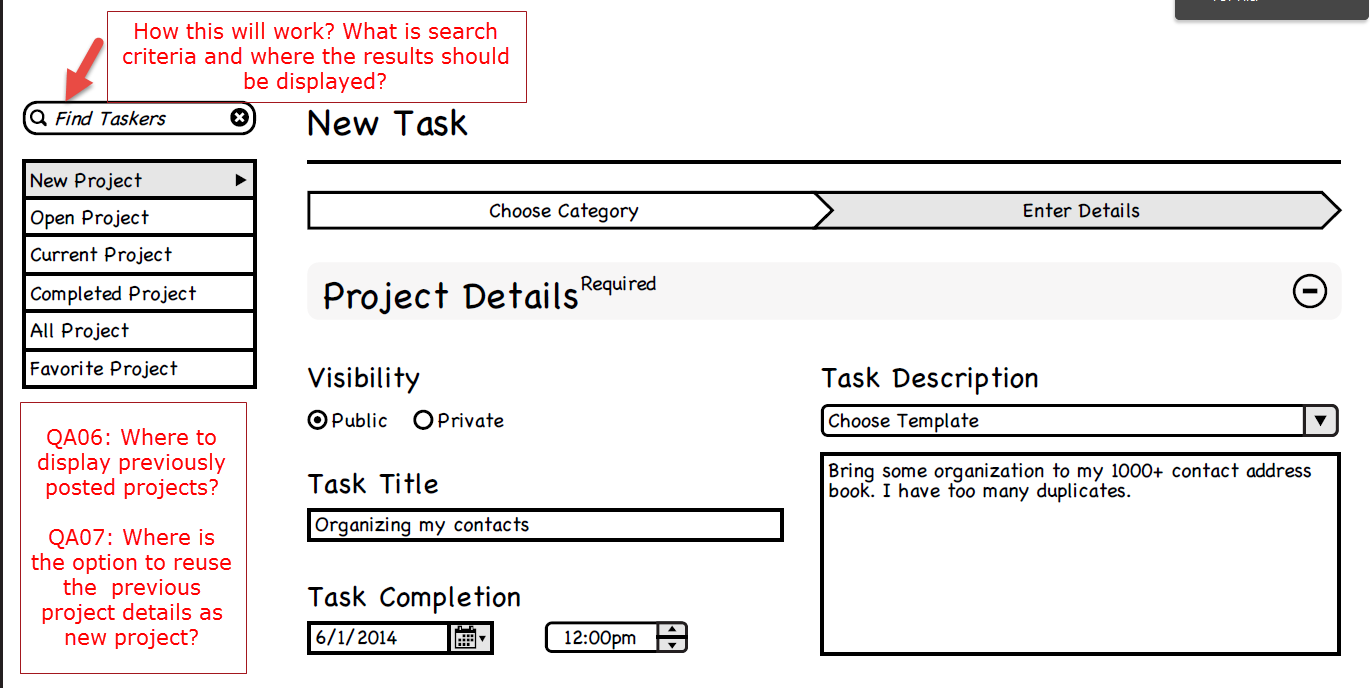 How this will work? What is search
criteria and where the results should
be displayed?
Find Taskers
New Project
Open Project
Current Project
Completed Project
All Project
Favorite Project
QA06: Where to
display previously
posted projects?
QA07: Where is
the option to reuse
the previous
project details as
new project?
New Task
Choose Category
Enter Details
Project Details Required
Visibility
Public Private
Task Title
Organizing my contacts
Task Completion
6/1/2014 12:00pm
Task Description
Choose Template
Bring some organization to my 1000+ contact address
book. I have too many duplicates.